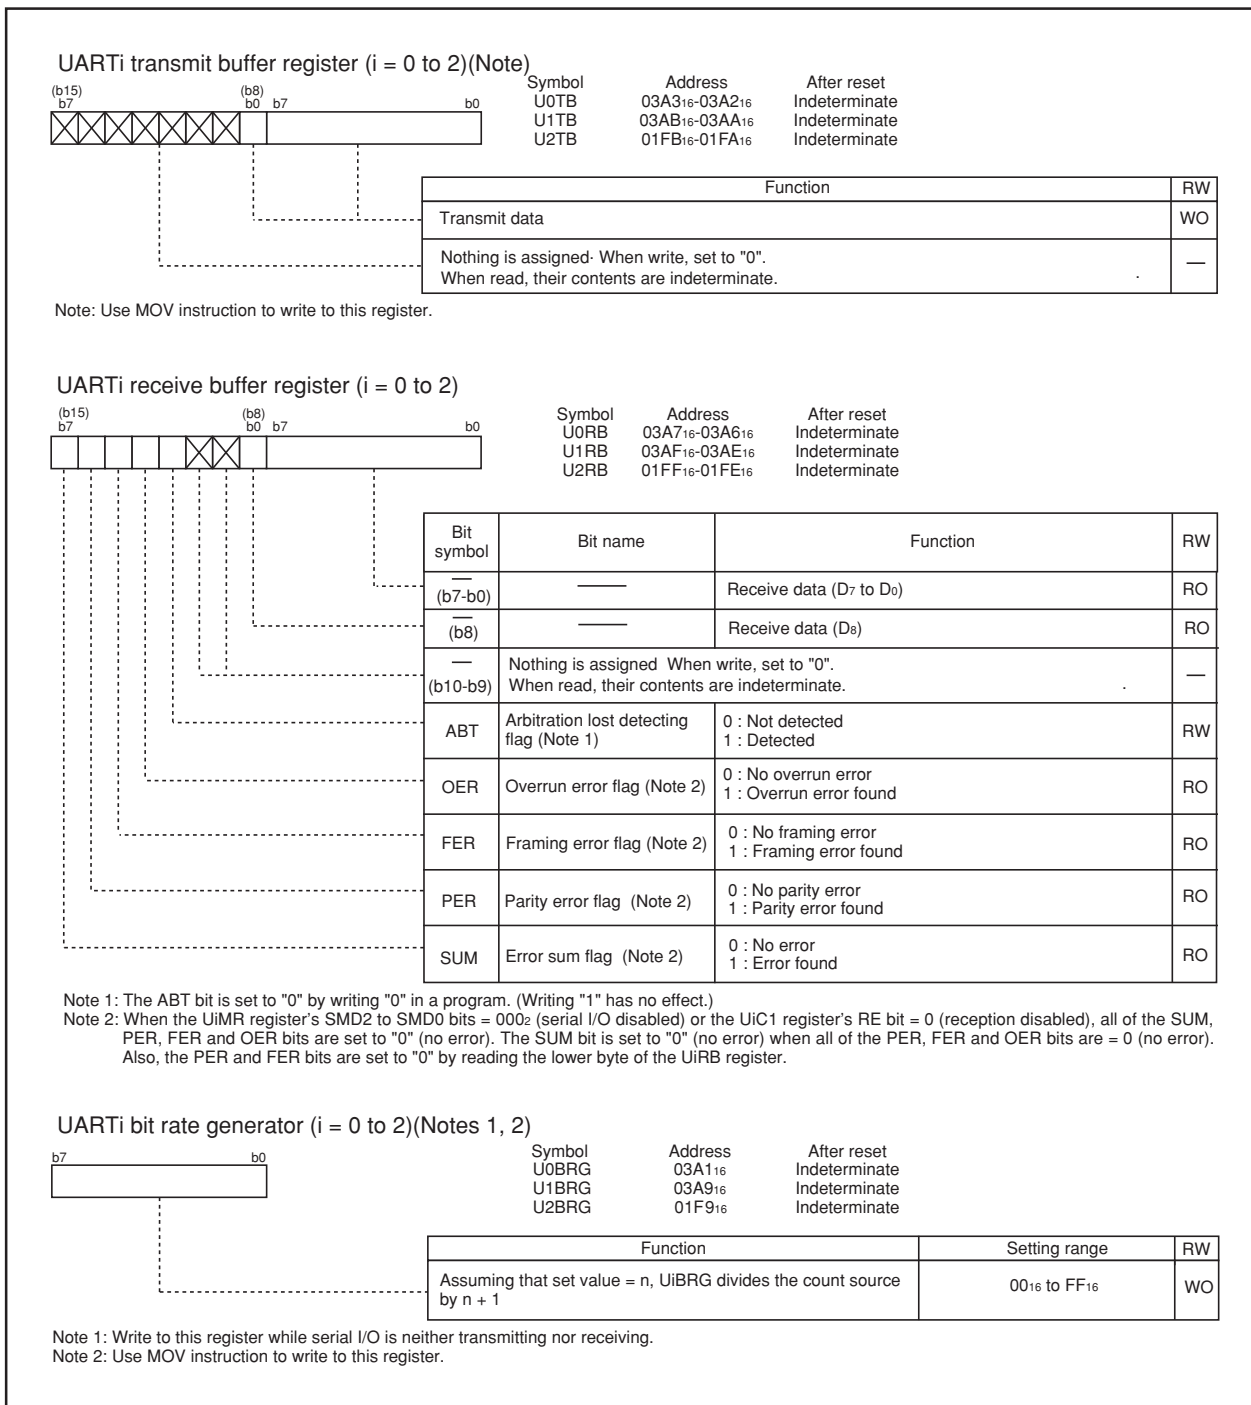 UARTi transmit buffer register (i = 0 to 2)(Note)
Symbol Address After reset
(b15) (b8)
b7 b0 b7 b0
U0TB 03A316-03A216 Indeterminate
U1TB 03AB16-03AA16 Indeterminate
U2TB 01FB16-01FA16 Indeterminate
Function RW
Transmit data WO
Nothing is assigned· When write, set to "0". —
When read, their contents are indeterminate. .
Note: Use MOV instruction to write to this register.
UARTi receive buffer register (i = 0 to 2)
(b15) (b8)
b7 b0 b7 b0
Symbol Address After reset
U0RB 03A716-03A616 Indeterminate
U1RB 03AF16-03AE16 Indeterminate
U2RB 01FF16-01FE16 Indeterminate
Bit symbol Bit name Function RW
— (b7-b0) —— Receive data (D7 to D0) RO
— (b8) —— Receive data (D8) RO
— (b10-b9) Nothing is assigned When write, set to "0". —
When read, their contents are indeterminate. .
ABT Arbitration lost detecting flag (Note 1) 0 : Not detected RW
1 : Detected
OER Overrun error flag (Note 2) 0 : No overrun error RO
1 : Overrun error found
FER Framing error flag (Note 2) 0 : No framing error RO
1 : Framing error found
PER Parity error flag (Note 2) 0 : No parity error RO
1 : Parity error found
SUM Error sum flag (Note 2) 0 : No error RO
1 : Error found
Note 1: The ABT bit is set to "0" by writing "0" in a program. (Writing "1" has no effect.)
Note 2: When the UiMR register's SMD2 to SMD0 bits = 0002 (serial I/O disabled) or the UiC1 register's RE bit = 0 (reception disabled), all of the SUM,
PER, FER and OER bits are set to "0" (no error). The SUM bit is set to "0" (no error) when all of the PER, FER and OER bits are = 0 (no error).
Also, the PER and FER bits are set to "0" by reading the lower byte of the UiRB register.
UARTi bit rate generator (i = 0 to 2)(Notes 1, 2)
b7 b0
Symbol Address After reset
U0BRG 03A116 Indeterminate
U1BRG 03A916 Indeterminate
U2BRG 01F916 Indeterminate
Function Setting range RW
Assuming that set value = n, UiBRG divides the count source 0016 to FF16 WO
by n + 1
Note 1: Write to this register while serial I/O is neither transmitting nor receiving.
Note 2: Use MOV instruction to write to this register.